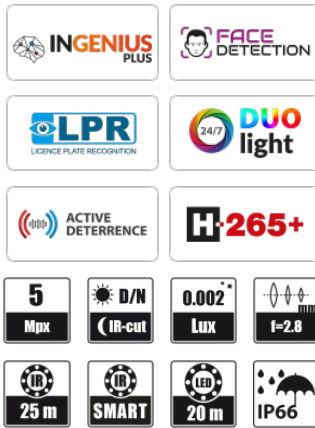 INGENIUS
PLUS
FACE
DETECTION
LPR
LICENCE PLATE RECOGNITION
24/7
DUO
light
ACTIVE
DETERRENCE
H·265+
5
Mpx
D/N
IR-cut
0.002**
Lux
mm
f=2.8
IR
25 m
IR
SMART
LED
20 m
IP66